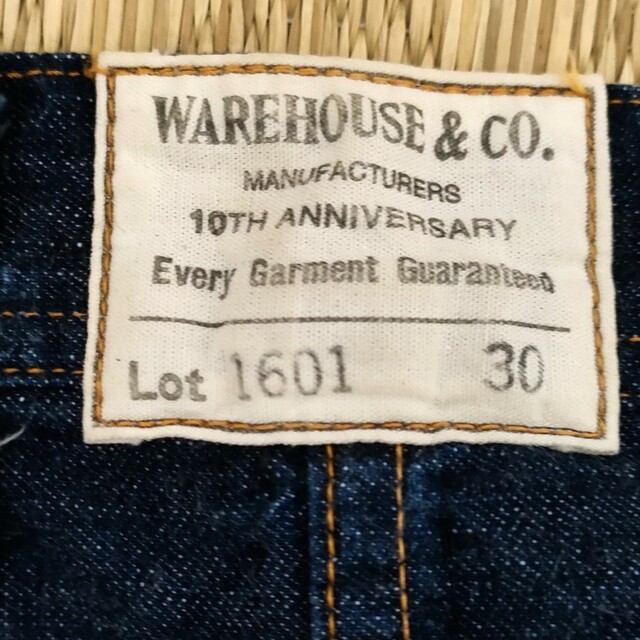 WAREHOUSE & CO.
MANUFACTURERS
10TH ANNIVERSARY
Every Garment Guaranteed
Lot 1601 30